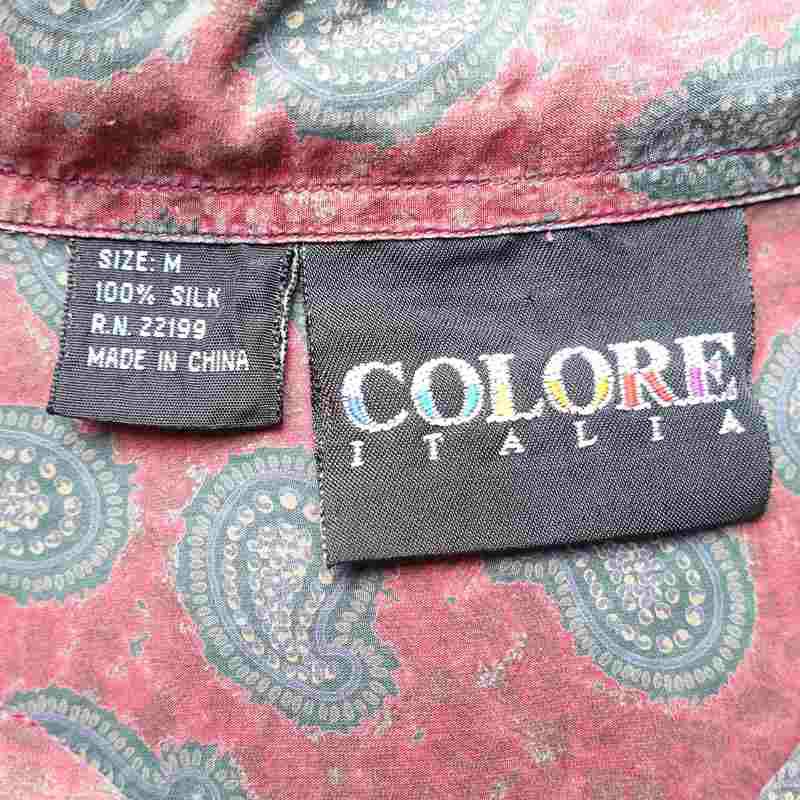 SIZE: M
100% SILK
R.N. 22199
MADE IN CHINA
COLORE
ITALIA